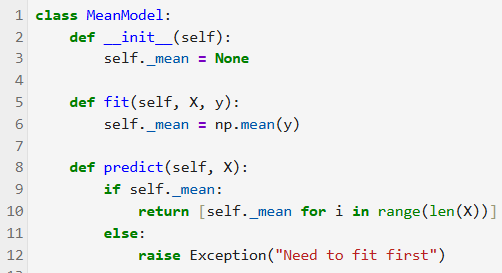 1 class MeanModel:
2     def __init__(self):
3         self._mean = None
4
5     def fit(self, X, y):
6         self._mean = np.mean(y)
7
8     def predict(self, X):
9         if self._mean:
10             return [self._mean for i in range(len(X))]
11         else:
12             raise Exception("Need to fit first")